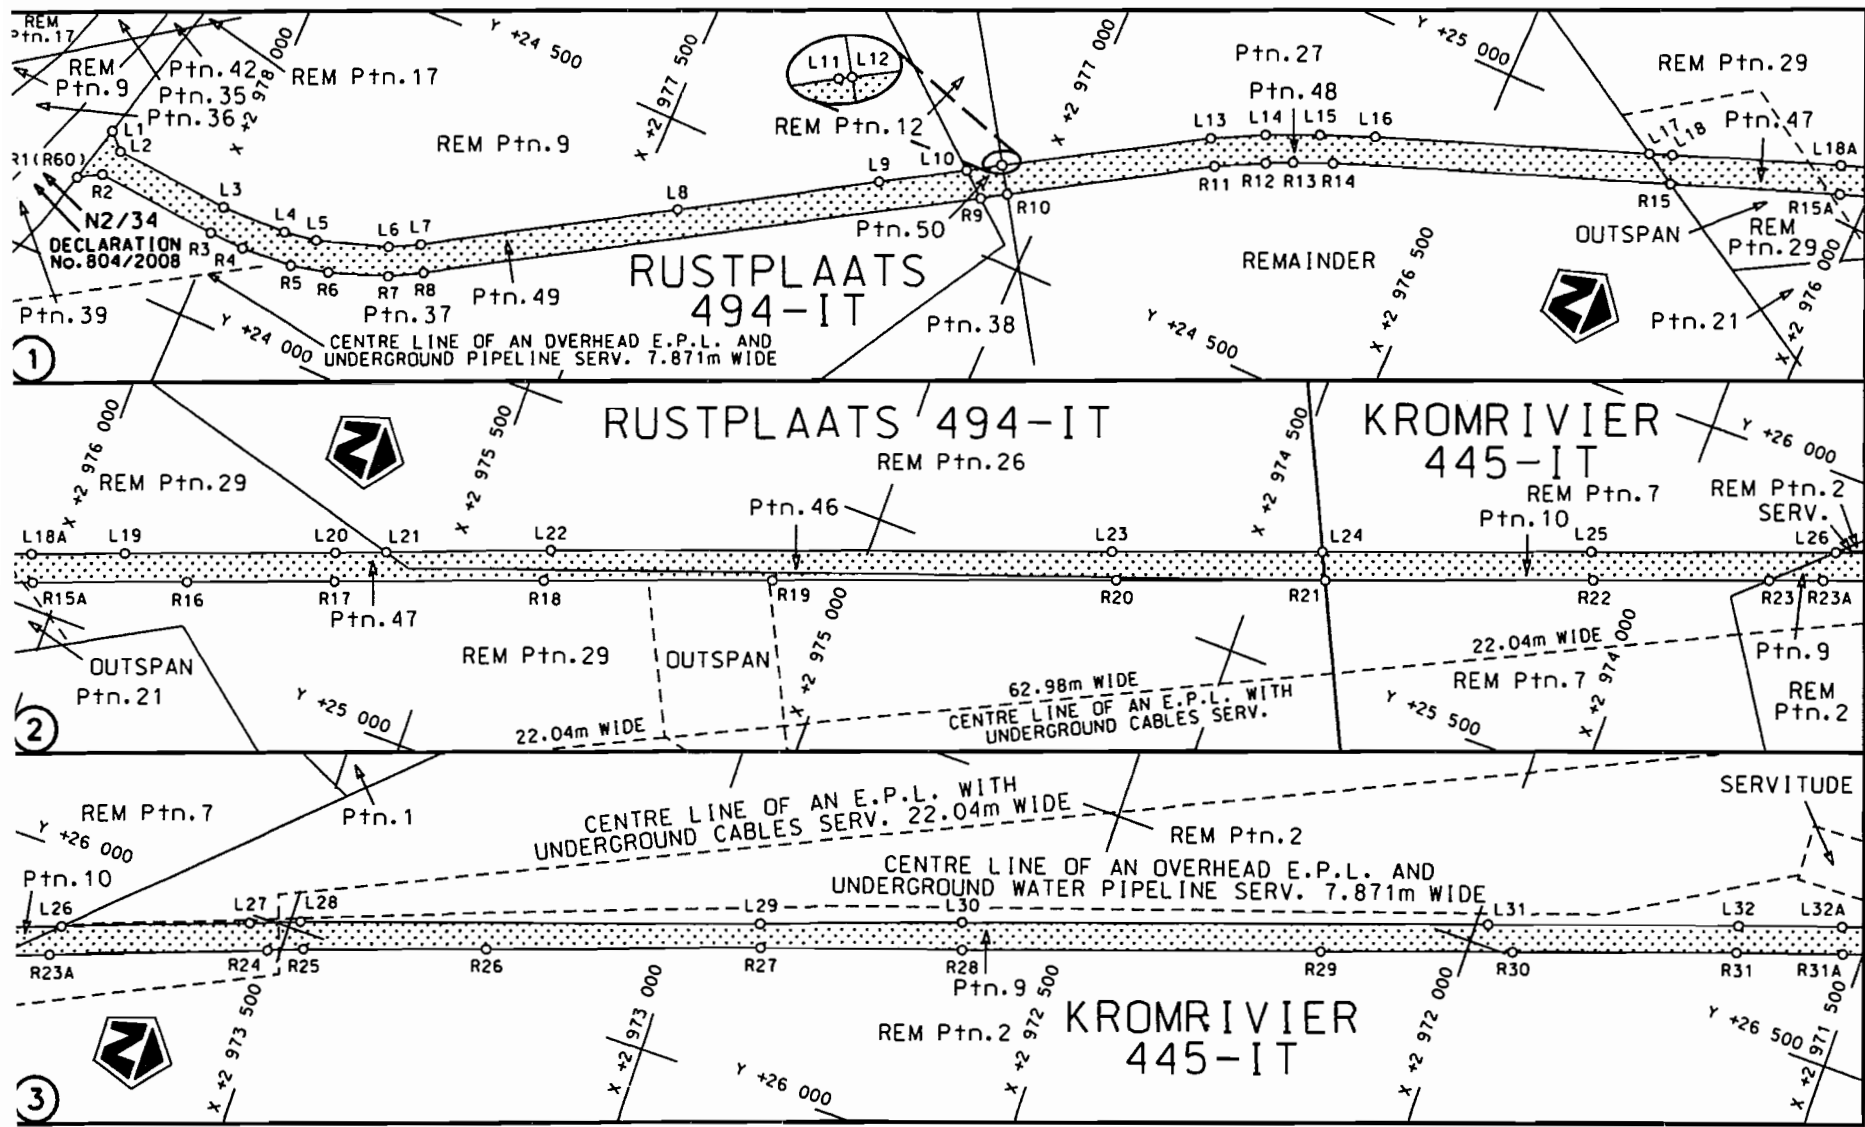 REM
Ptn.17
REM
Ptn.9
Ptn.42
Ptn.35
Ptn.36
X +2 978 000
REM Ptn.17
Y +24 500
X +2 977 500
L11 L12
REM Ptn.12
X +2 977 000
Ptn.27
Ptn.48
Y +25 000
REM Ptn.29
Ptn.47
REM Ptn.9
L1
L2
L3
L4
L5
L6
L7
L8
L9
L10
L13
L14
L15
L16
L17
L18
L18A
R1(R60)
R2
R3
R4
R5
R6
R7
R8
R9
R10
R11
R12
R13
R14
R15
R15A
N2/34
DECLARATION
No.804/2008
Ptn.39
Ptn.37
Ptn.49
Ptn.50
RUSTPLAATS
494-IT
Ptn.38
REMAINDER
OUTSPAN
REM
Ptn.29
Ptn.21
Y +24 000
CENTRE LINE OF AN OVERHEAD E.P.L. AND
UNDERGROUND PIPELINE SERV. 7.871m WIDE
Y +24 500
X +2 976 500
X +2 976 000
1
X +2 976 000
REM Ptn.29
X +2 975 500
RUSTPLAATS 494-IT
REM Ptn.26
X +2 974 500
KROMRIVIER
445-IT
Y +26 000
REM Ptn.7
REM Ptn.2
SERV.
Ptn.46
Ptn.10
L18A
L19
L20
L21
L22
L23
L24
L25
L26
R15A
R16
R17
R18
R19
R20
R21
R22
R23
R23A
Ptn.47
OUTSPAN
Ptn.21
REM Ptn.29
OUTSPAN
X +2 975 000
Y +25 000
22.04m WIDE
62.98m WIDE
CENTRE LINE OF AN E.P.L. WITH
UNDERGROUND CABLES SERV.
22.04m WIDE
REM Ptn.7
Y +25 500
X +2 974 000
Ptn.9
REM
Ptn.2
2
REM Ptn.7
Y +26 000
Ptn.1
CENTRE LINE OF AN E.P.L. WITH
UNDERGROUND CABLES SERV. 22.04m WIDE
REM Ptn.2
SERVITUDE
CENTRE LINE OF AN OVERHEAD E.P.L. AND
UNDERGROUND WATER PIPELINE SERV. 7.871m WIDE
Ptn.10
L26
L27
L28
L29
L30
L31
L32
L32A
R23A
R24
R25
R26
R27
R28
R29
R30
R31
R31A
Ptn.9
X +2 973 500
X +2 973 000
REM Ptn.2
X +2 972 500
KROMRIVIER
445-IT
X +2 972 000
Y +26 500
X +2 971 500
Y +26 000
3